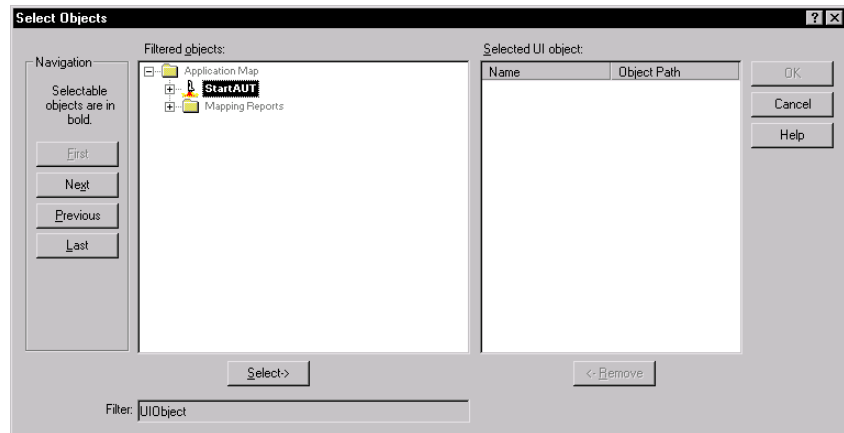 Select Objects
? X
Navigation
Selectable
objects are in
bold.
First
Next
Previous
Last
Filtered objects:
Application Map
StartAUT
Mapping Reports
Select->
Filter: UIObject
Selected UI object:
Name Object Path
<-Remove
OK
Cancel
Help